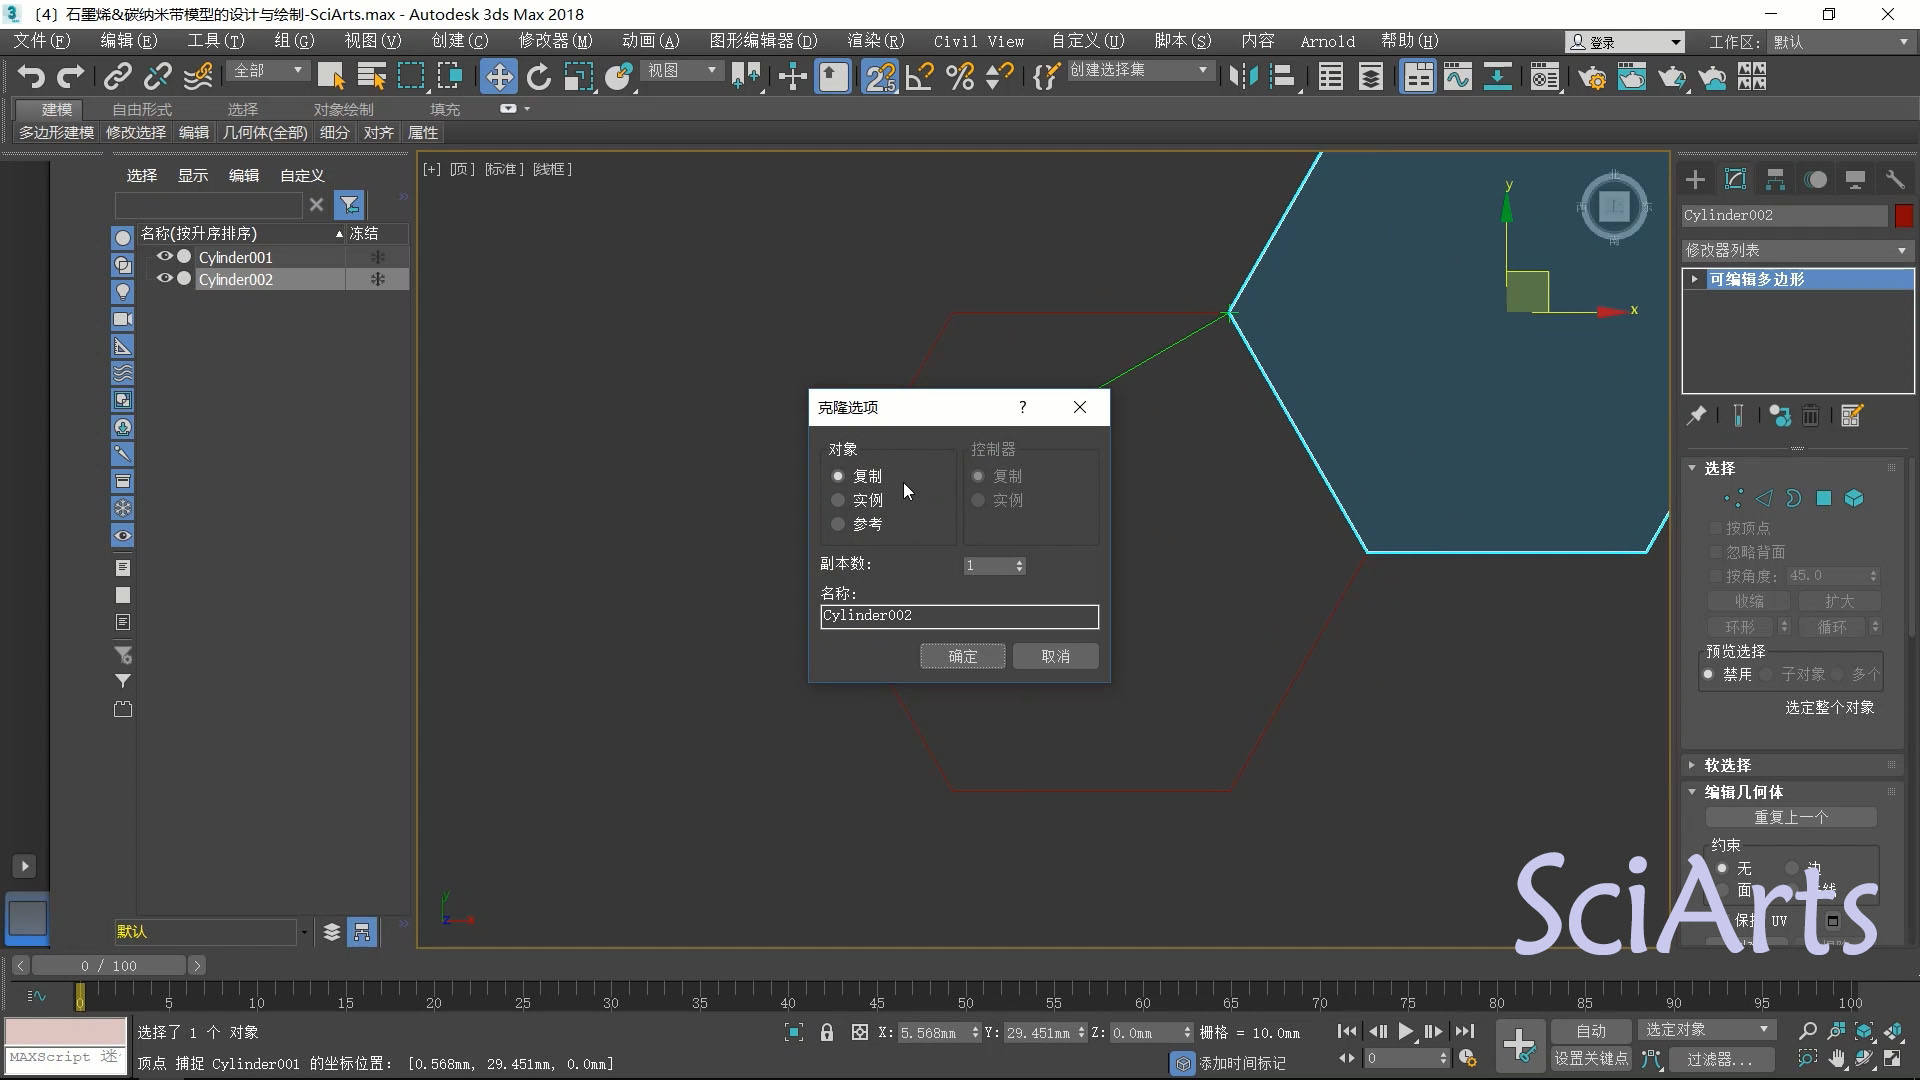 [4] 石墨烯&碳纳米带模型的设计与绘制-SciArts.max - Autodesk 3ds Max 2018
文件(F) 编辑(E) 工具(T) 组(G) 视图(V) 创建(C) 修改器(M) 动画(A) 图形编辑器(D) 渲染(R) Civil View 自定义(U) 脚本(S) 内容 Arnold 帮助(H) 登录 工作区: 默认
全部 视图 创建选择集
建模 自由形式 选择 对象绘制 填充
多边形建模 修改选择 编辑 几何体(全部) 细分 对齐 属性
选择 显示 编辑 自定义
名称(按升序排序) 冻结
Cylinder001
Cylinder002
默认
[+] [顶] [标准] [线框]
y
x
北
西 上 东
南
克隆选项 ?
对象 控制器
复制 复制
实例 实例
参考
副本数: 1
名称:
Cylinder002
确定 取消
Cylinder002
修改器列表
可编辑多边形
选择
按顶点
忽略背面
按角度: 45.0
收缩 扩大
环形 循环
预览选择
禁用 子对象 多个
选定整个对象
软选择
编辑几何体
重复上一个
约束
无 边
面
UV
SciArts
y
z
0 / 100
0 5 10 15 20 25 30 35 40 45 50 55 60 65 70 75 80 85 90 95 100
选择了 1 个 对象
X: 5.568mm Y: 29.451mm Z: 0.0mm 栅格 = 10.0mm
自动 选定对象
MAXScript 迷
顶点 捕捉 Cylinder001 的坐标位置: [0.568mm, 29.451mm, 0.0mm]
添加时间标记
0
设置关键点 过滤器...